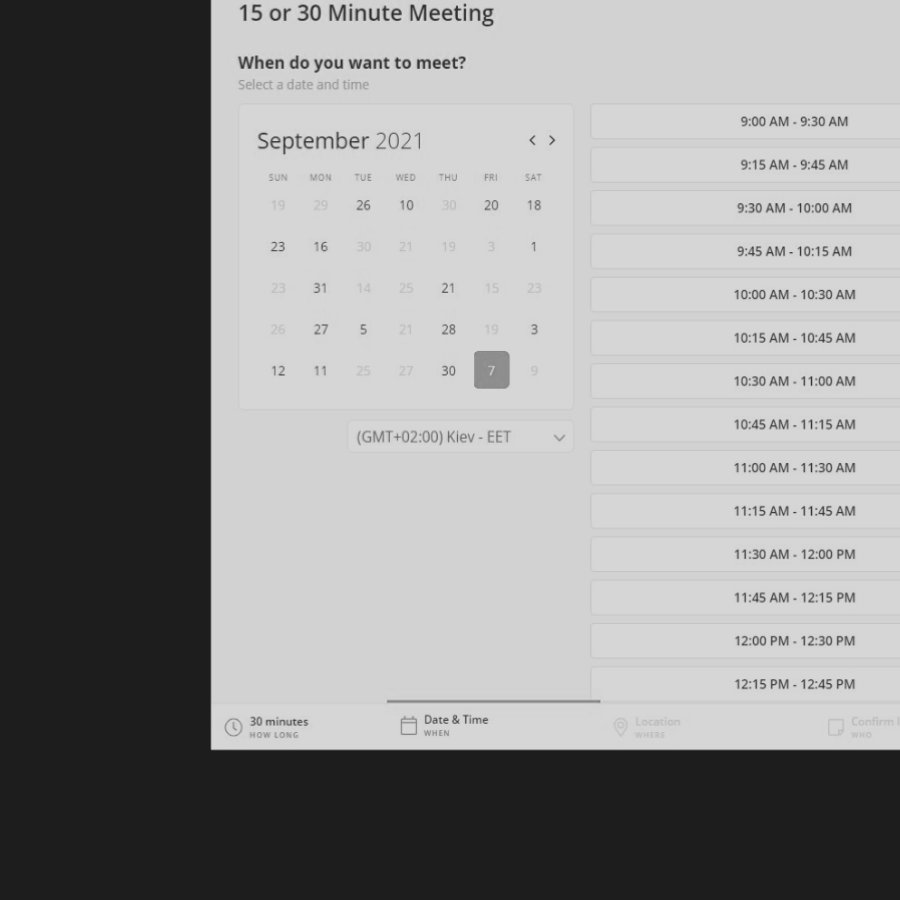 15 or 30 Minute Meeting
When do you want to meet?
Select a date and time
September 2021
SUN MON TUE WED THU FRI SAT
19 29 26 10 30 20 18
23 16 30 21 19 3 1
23 31 14 25 21 15 23
26 27 5 21 28 19 3
12 11 25 27 30 7 9
(GMT+02:00) Kiev - EET
9:00 AM - 9:30 AM
9:15 AM - 9:45 AM
9:30 AM - 10:00 AM
9:45 AM - 10:15 AM
10:00 AM - 10:30 AM
10:15 AM - 10:45 AM
10:30 AM - 11:00 AM
10:45 AM - 11:15 AM
11:00 AM - 11:30 AM
11:15 AM - 11:45 AM
11:30 AM - 12:00 PM
11:45 AM - 12:15 PM
12:00 PM - 12:30 PM
12:15 PM - 12:45 PM
30 minutes
HOW LONG
Date & Time
WHEN
Location
WHERE
Confirm
WHO